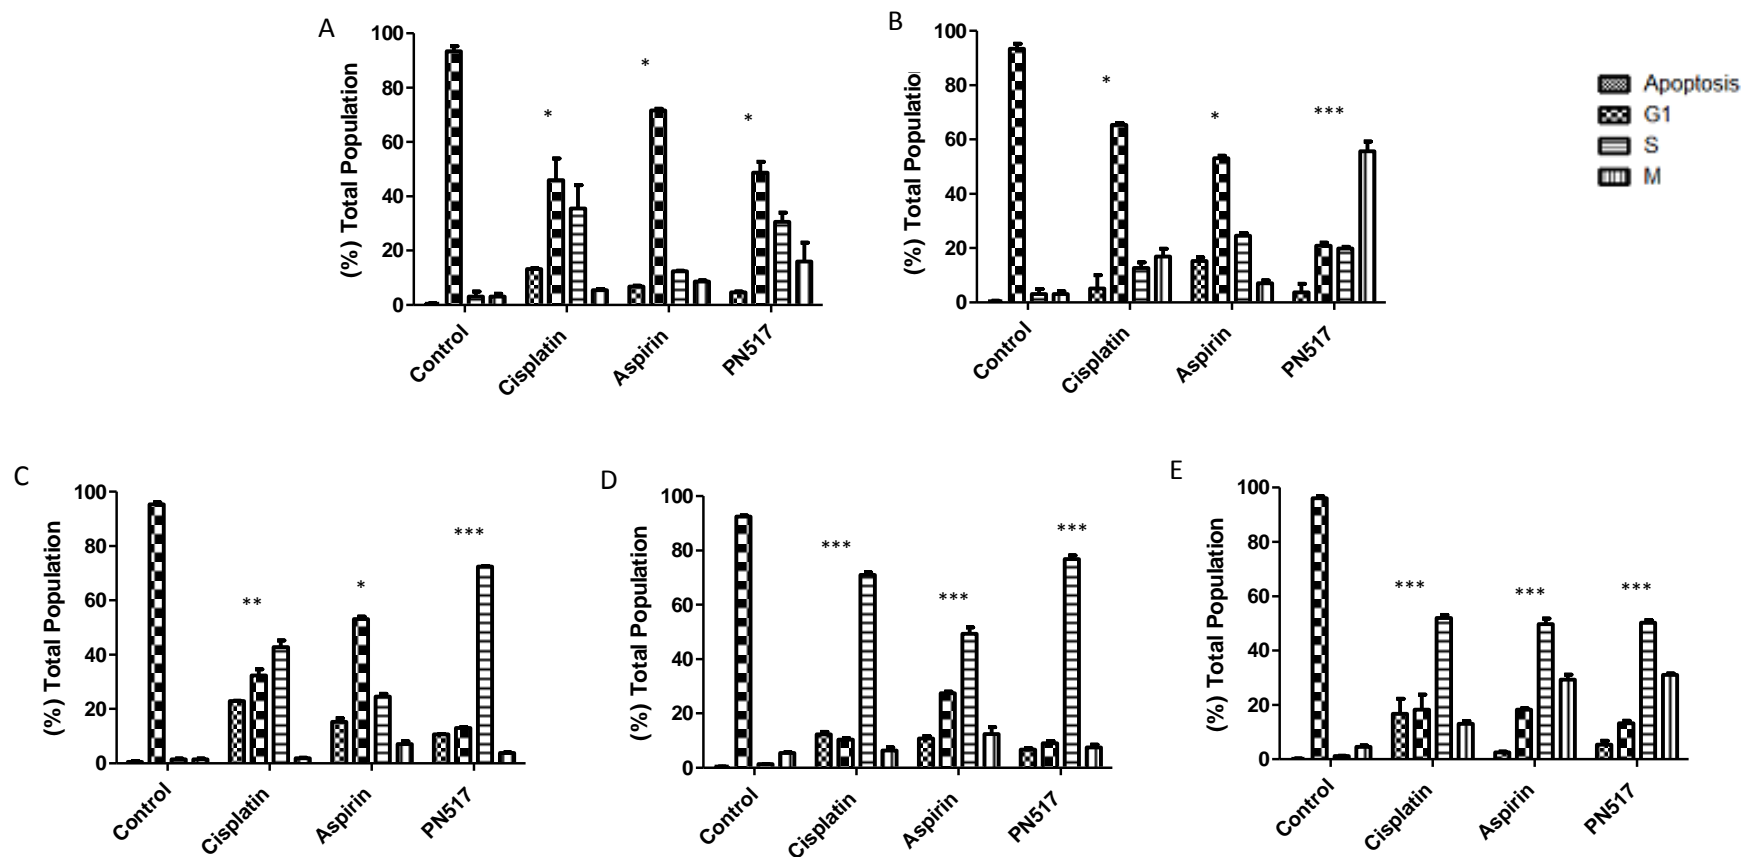 A
(%) Total Population
100
80
60
40
20
0
*
*
*
Control
Cisplatin
Aspirin
PN517
B
(%) Total Populatio
100
80
60
40
20
0
*
*
***
Control
Cisplatin
Aspirin
PN517
Apoptosis
G1
S
M
C
(%) Total Population
100
80
60
40
20
0
**
*
***
Control
Cisplatin
Aspirin
PN517
D
(%) Total Population
100
80
60
40
20
0
***
***
***
Control
Cisplatin
Aspirin
PN517
E
(%) Total Population
100
80
60
40
20
0
***
***
***
Control
Cisplatin
Aspirin
PN517